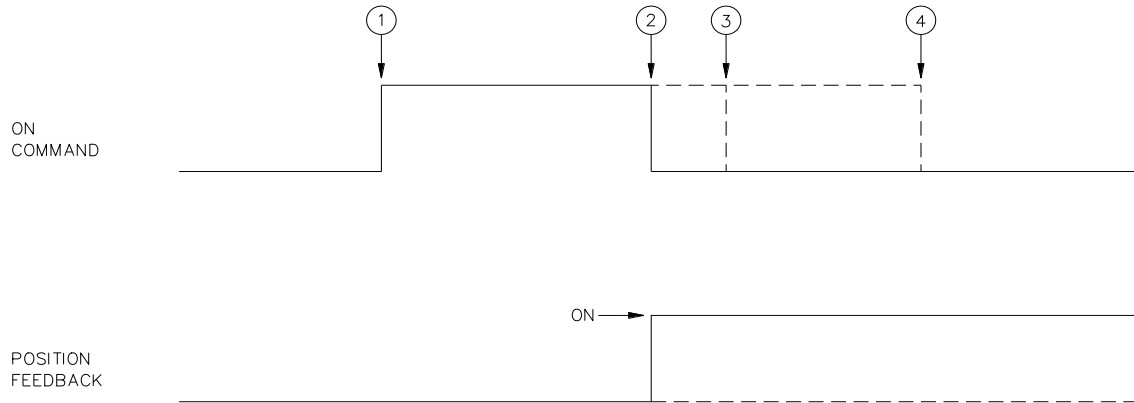 1 2 3 4
ON
COMMAND
ON
POSITION
FEEDBACK